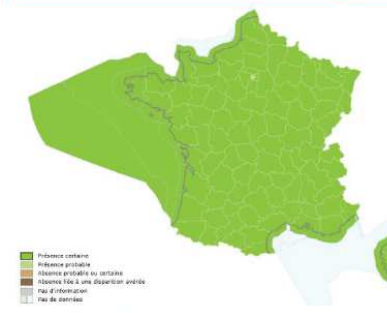 Présence certaine
Présence probable
Absence probable ou certaine
Absence liée à une disparition avérée
Pas d'information
Pas de données